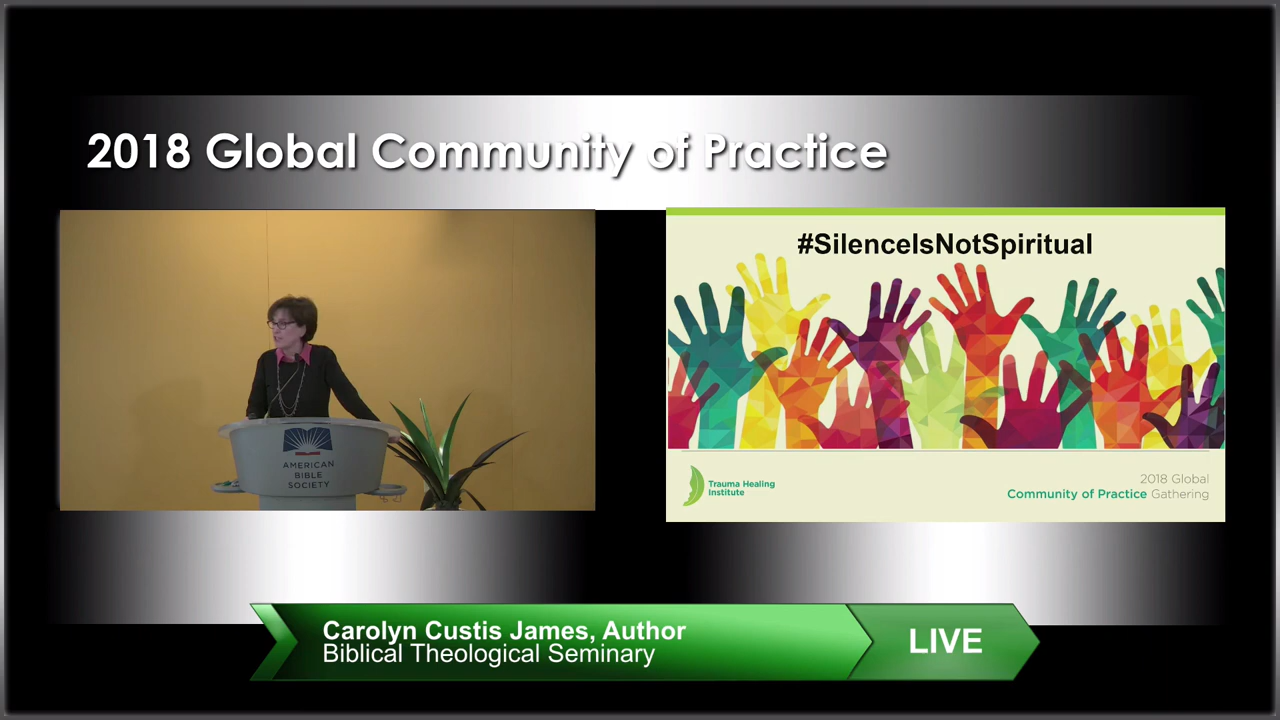 2018 Global Community of Practice
AMERICAN
BIBLE
SOCIETY
#SilenceIsNotSpiritual
Trauma Healing
Institute
2018 Global
Community of Practice Gathering
Carolyn Custis James, Author
Biblical Theological Seminary
LIVE